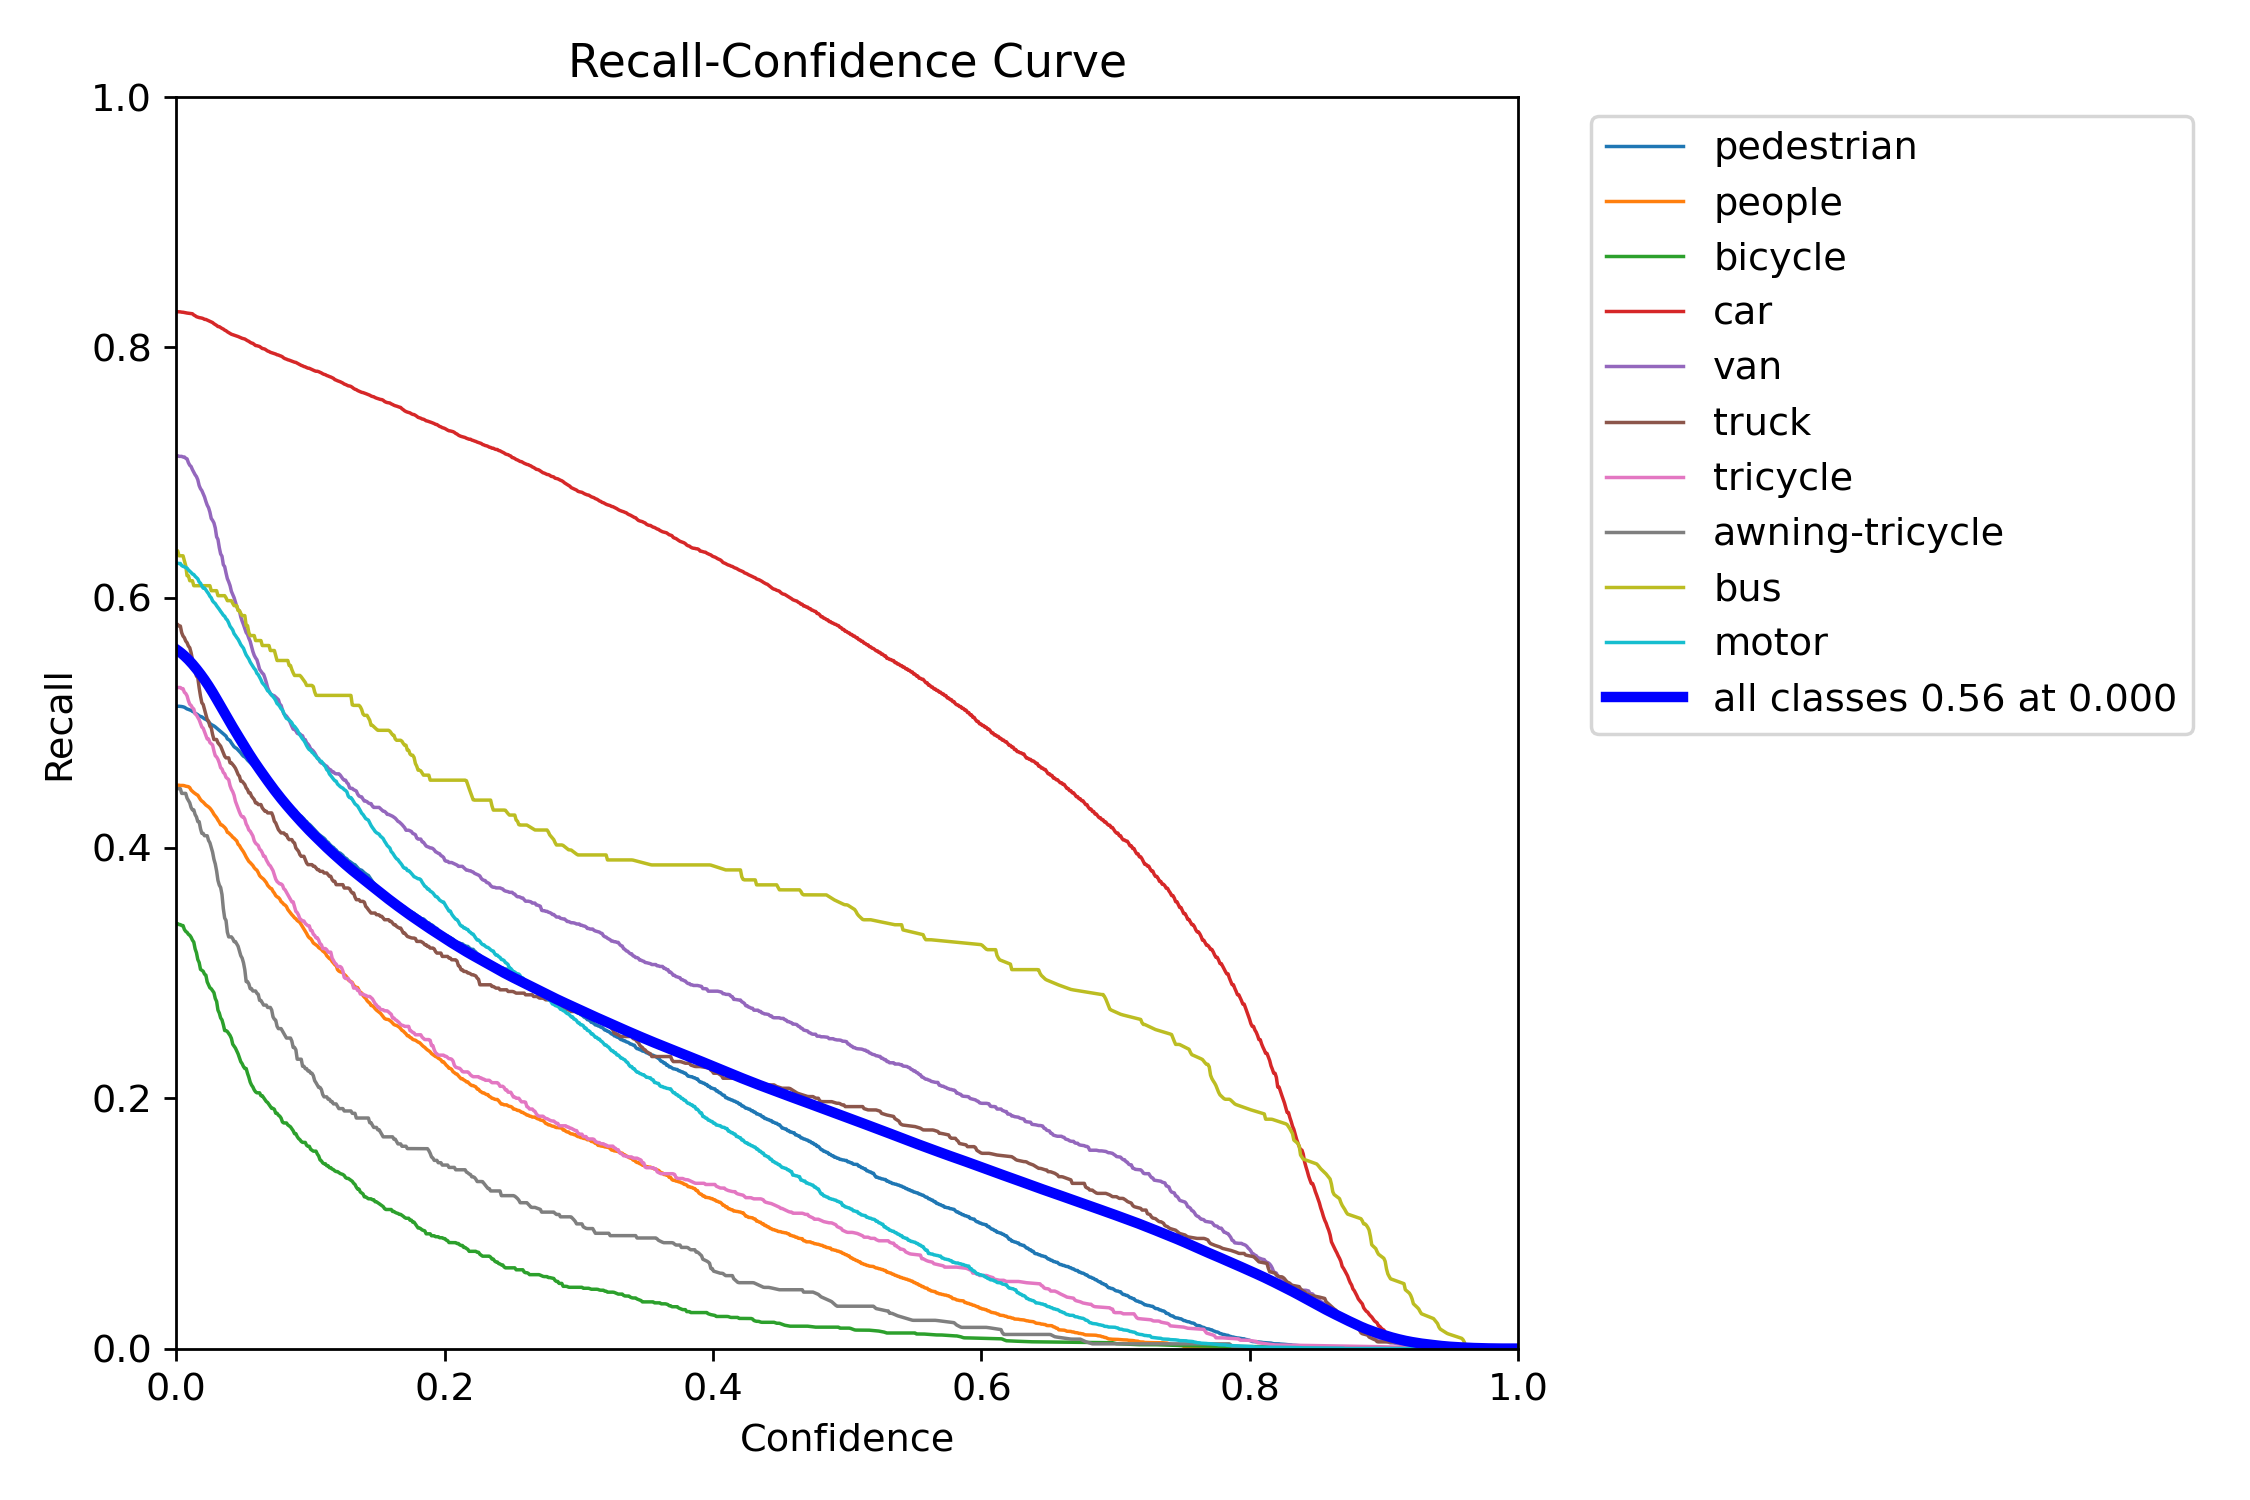 Recall-Confidence Curve
1.0
0.8
0.6
0.4
0.2
0.0
Recall
0.0 0.2 0.4 0.6 0.8 1.0
Confidence
pedestrian
people
bicycle
car
van
truck
tricycle
awning-tricycle
bus
motor
all classes 0.56 at 0.000